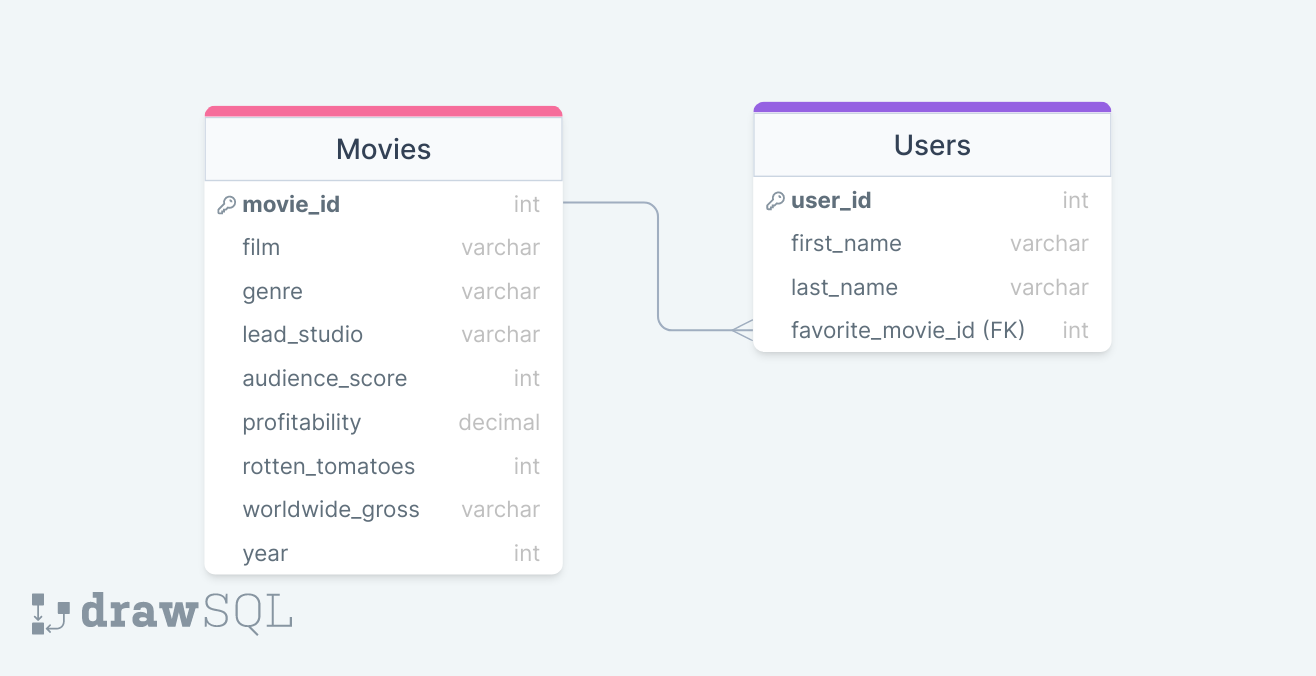 Movies
movie_id int
film varchar
genre varchar
lead_studio varchar
audience_score int
profitability decimal
rotten_tomatoes int
worldwide_gross varchar
year int
Users
user_id int
first_name varchar
last_name varchar
favorite_movie_id (FK) int
drawSQL